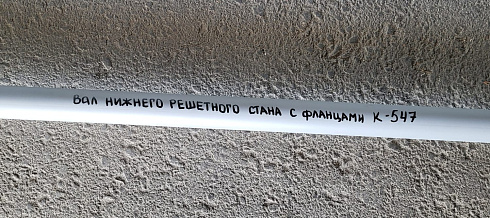 Вал нижнего решетного стана с фланцами К-547